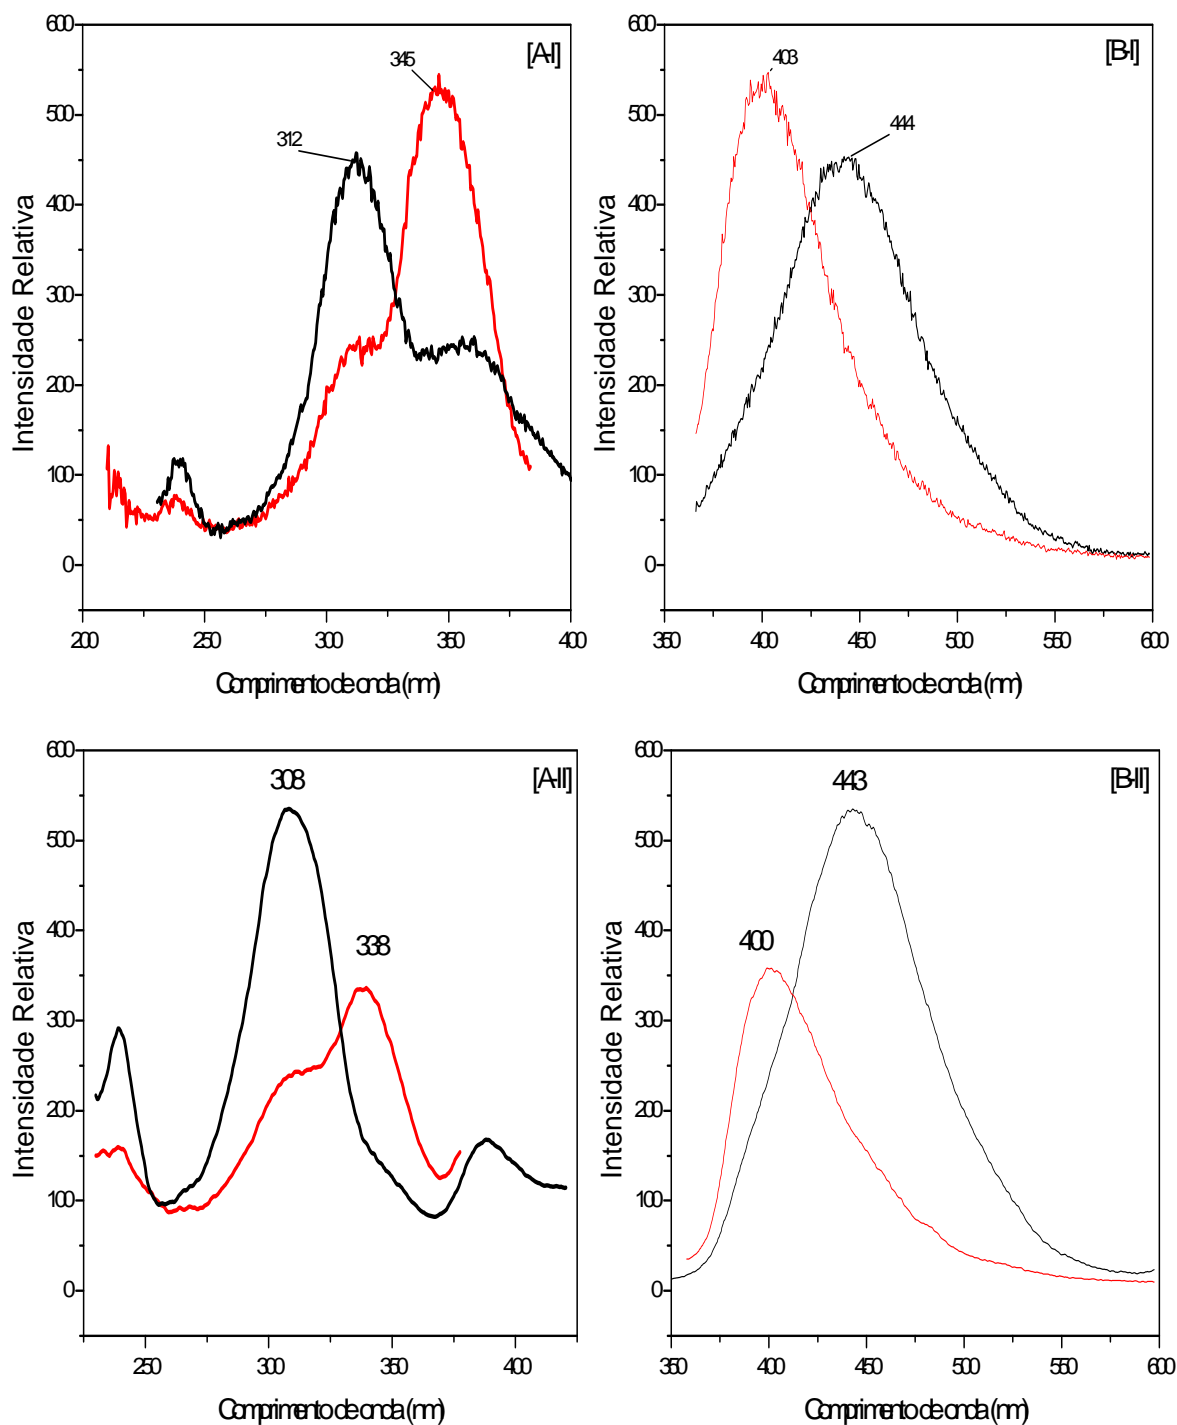 [A-I]
345
312
600
500
400
300
200
100
0
Intensidade Relativa
200 250 300 350 400
Comprimento de onda (nm)
[B-I]
403
444
600
500
400
300
200
100
0
Intensidade Relativa
350 400 450 500 550 600
Comprimento de onda (nm)
[A-II]
308
338
600
500
400
300
200
100
0
Intensidade Relativa
250 300 350 400
Comprimento de onda (nm)
[B-II]
443
400
600
500
400
300
200
100
0
Intensidade Relativa
350 400 450 500 550 600
Comprimento de onda (nm)